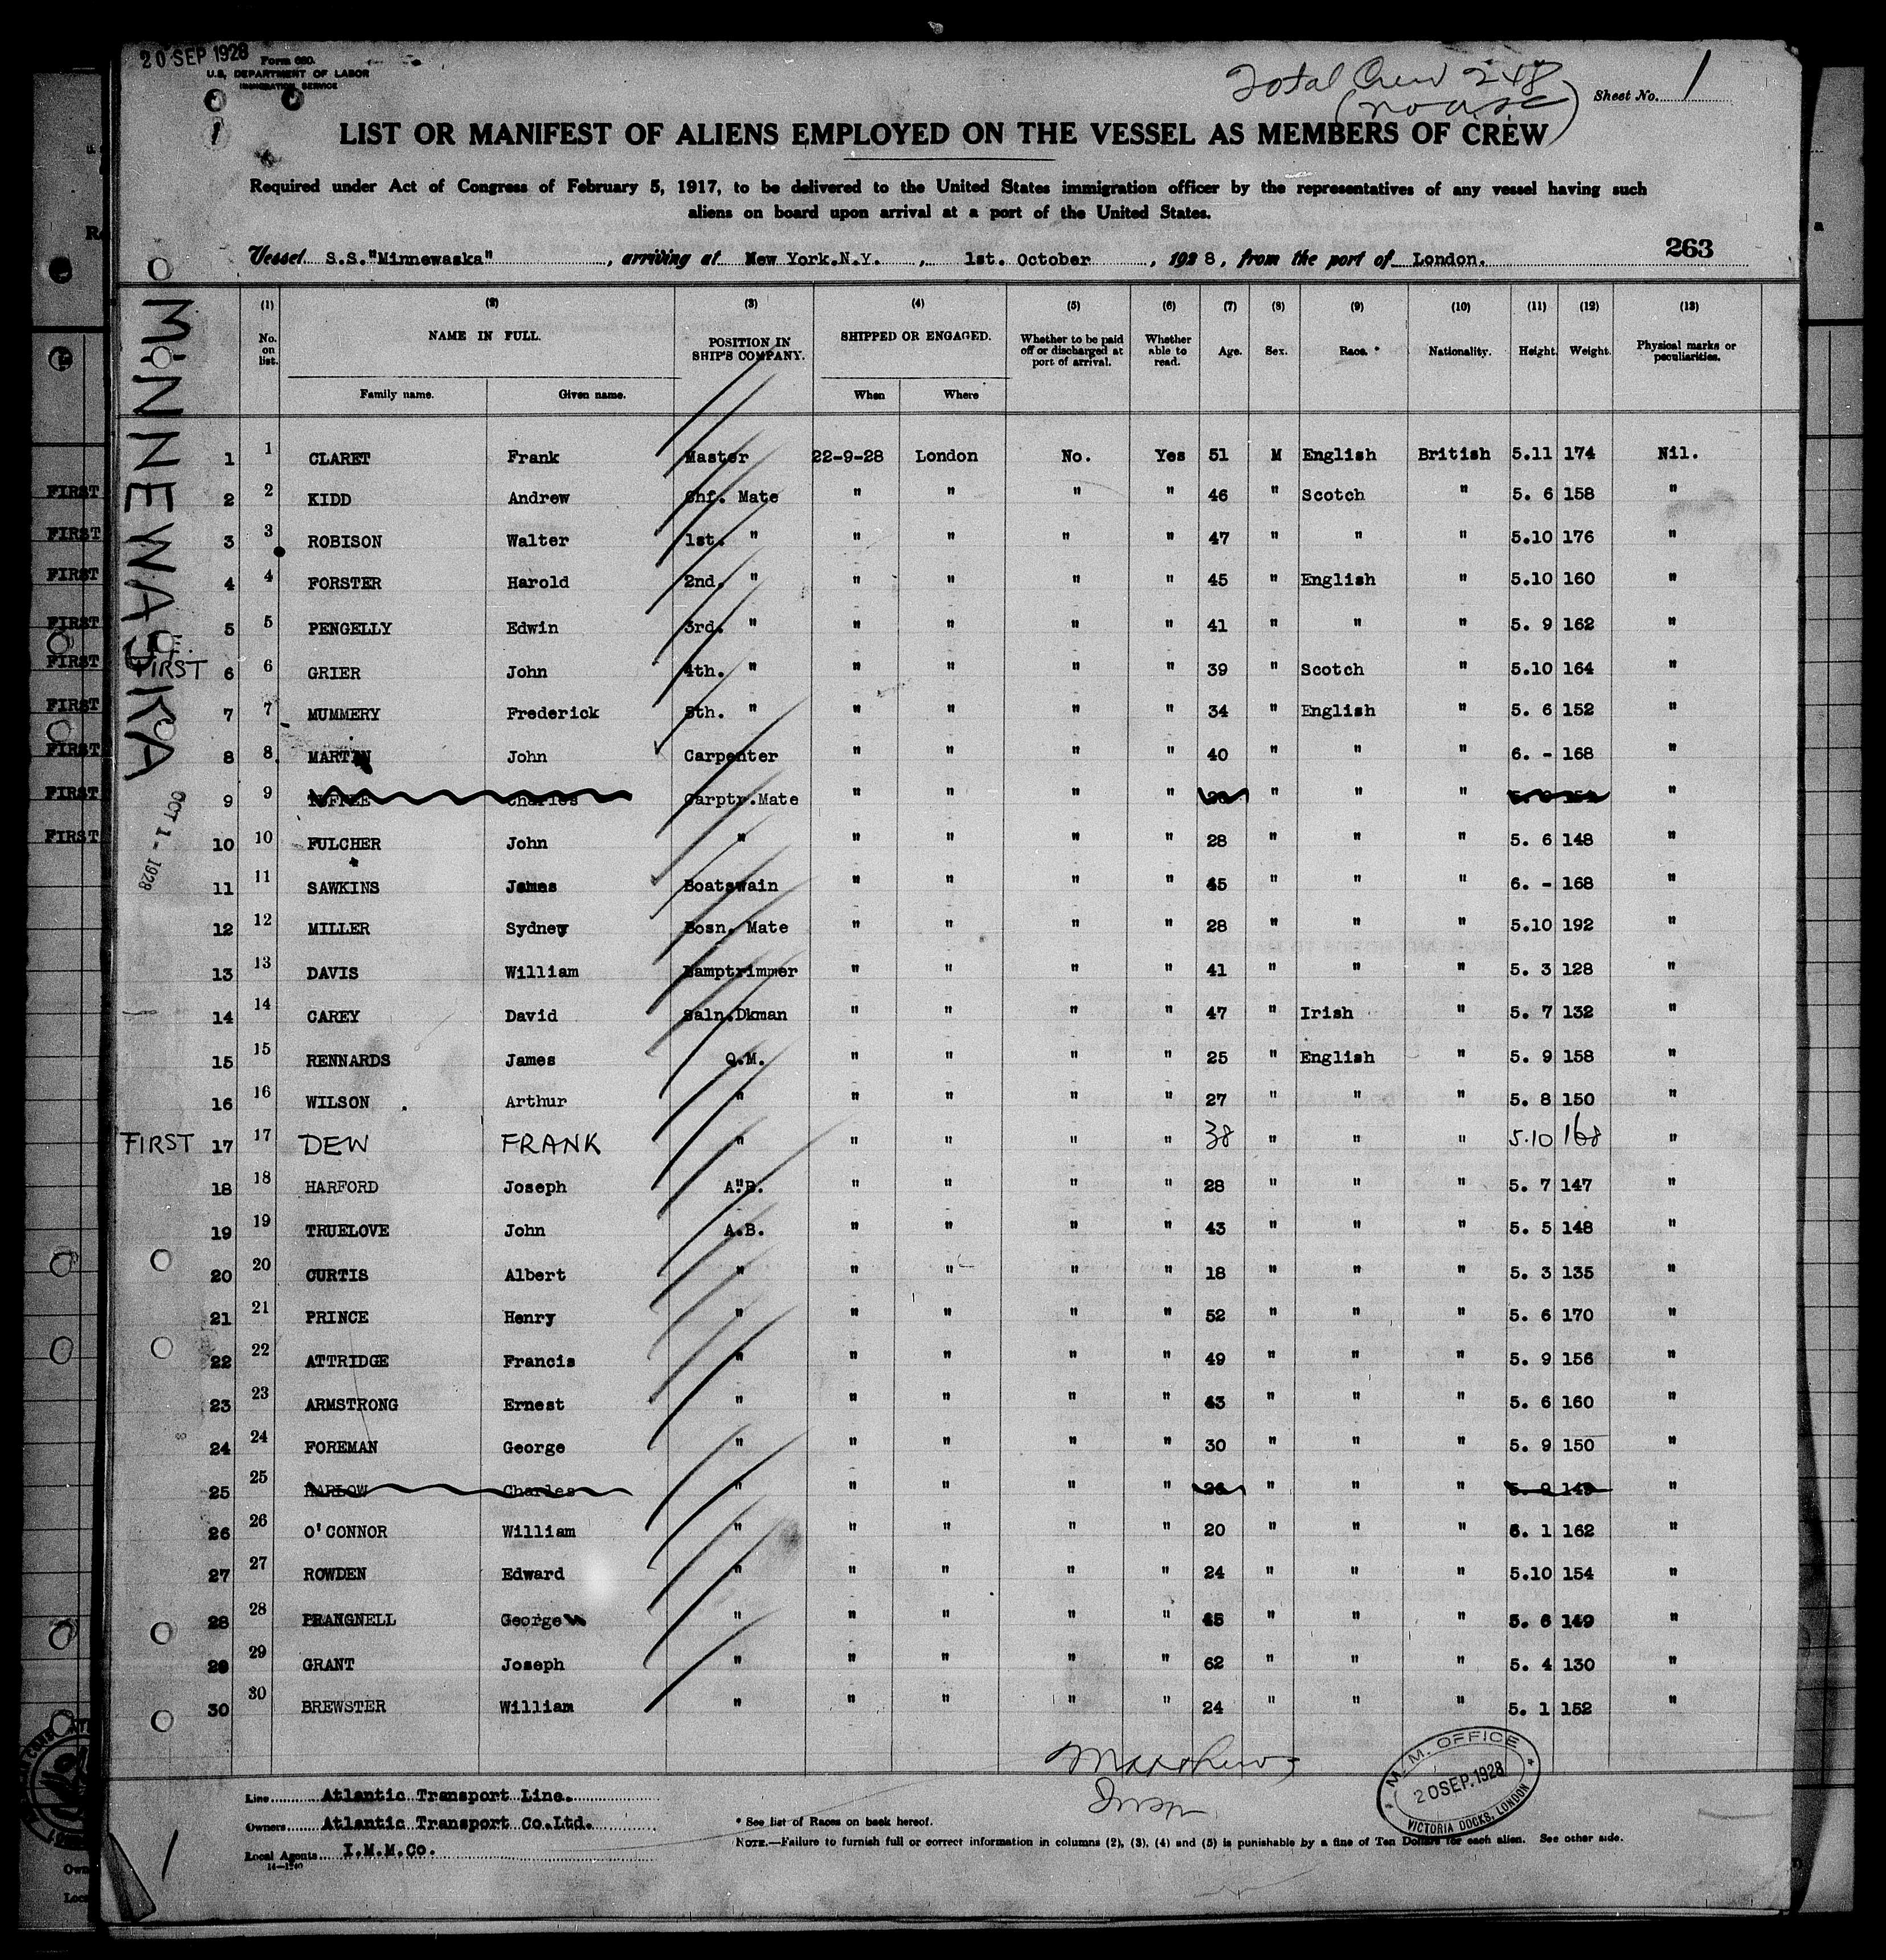 20 SEP 1928
Form 680.
U.S. DEPARTMENT OF LABOR
IMMIGRATION SERVICE
Total Crew 248
Sheet No. 1
1
LIST OR MANIFEST OF ALIENS EMPLOYED ON THE VESSEL AS MEMBERS OF CREW
Required under Act of Congress of February 5, 1917, to be delivered to the United States immigration officer by the representatives of any vessel having such
aliens on board upon arrival at a port of the United States.
263
Vessel S.S."Minnewaska" , arriving at New York.N.Y. , 1st. October , 1928, from the port of London.
MINNEWASKA
OCT 1 - 1928
(1) (2) (3) (4) (5) (6) (7) (8) (9) (10) (11) (12) (13)
No. on list. NAME IN FULL. POSITION IN SHIP'S COMPANY. SHIPPED OR ENGAGED. Whether to be paid off or discharged at port of arrival. Whether able to read. Age. Sex. Race. * Nationality. Height. Weight. Physical marks or peculiarities.
Family name. Given name. When Where
1 1 CLARET Frank Master 22-9-28 London No. Yes 51 M English British 5.11 174 Nil.
FIRST 2 2 KIDD Andrew Chf. Mate " " " " 46 " Scotch " 5. 6 158 "
FIRST 3 3 ROBISON Walter 1st. " " " " " 47 " " " 5.10 176 "
FIRST 4 4 FORSTER Harold 2nd. " " " " " 45 " English " 5.10 160 "
FIRST 5 5 PENGELLY Edwin 3rd. " " " " " 41 " " " 5. 9 162 "
FIRST FIRST 6 6 GRIER John 4th. " " " " " 39 " Scotch " 5.10 164 "
FIRST 7 7 MUMMERY Frederick 5th. " " " " " 34 " English " 5. 6 152 "
FIRST 8 8 MARTIN John Carpenter " " " " 40 " " " 6. - 168 "
FIRST 9 9 Charles Carptr.Mate " " " " " " " "
FIRST 10 10 FULCHER John " " " " " 28 " " " 5. 6 148 "
11 11 SAWKINS James Boatswain " " " " 45 " " " 6. - 168 "
12 12 MILLER Sydney Bosn. Mate " " " " 28 " " " 5.10 192 "
13 13 DAVIS William Lamptrimmer " " " " 41 " " " 5. 3 128 "
14 14 CAREY David Saln.Dkman " " " " 47 " Irish " 5. 7 132 "
15 15 RENNARDS James Q.M. " " " " 25 " English " 5. 9 158 "
16 16 WILSON Arthur " " " " " 27 " " " 5. 8 150 "
FIRST 17 17 DEW FRANK " " " " " 38 " " " 5.10 168 "
18 18 HARFORD Joseph A.B. " " " " 28 " " " 5. 7 147 "
19 19 TRUELOVE John A.B. " " " " 43 " " " 5. 5 148 "
20 20 CURTIS Albert " " " " " 18 " " " 5. 3 135 "
21 21 PRINCE Henry " " " " " 52 " " " 5. 6 170 "
22 22 ATTRIDGE Francis " " " " " 49 " " " 5. 9 156 "
23 23 ARMSTRONG Ernest " " " " " 43 " " " 5. 6 160 "
24 24 FOREMAN George " " " " " 30 " " " 5. 9 150 "
25 25 HARLOW Charles " " " " " 26 " " " 5. 9 149 "
26 26 O'CONNOR William " " " " " 20 " " " 6. 1 162 "
27 27 ROWDEN Edward " " " " " 24 " " " 5.10 154 "
28 28 PRANGNELL George " " " " " 45 " " " 5. 6 149 "
29 29 GRANT Joseph " " " " " 62 " " " 5. 4 130 "
30 30 BREWSTER William " " " " " 24 " " " 5. 1 152 "
Matthews
M. M. OFFICE
20 SEP. 1928
VICTORIA DOCKS, LONDON
Line Atlantic Transport Line.
Owners Atlantic Transport Co.Ltd.
Local Agents I.M.M.Co.
14—1240
* See list of Races on back hereof.
NOTE.—Failure to furnish full or correct information in columns (2), (3), (4) and (5) is punishable by a fine of Ten Dollars for each alien. See other side.